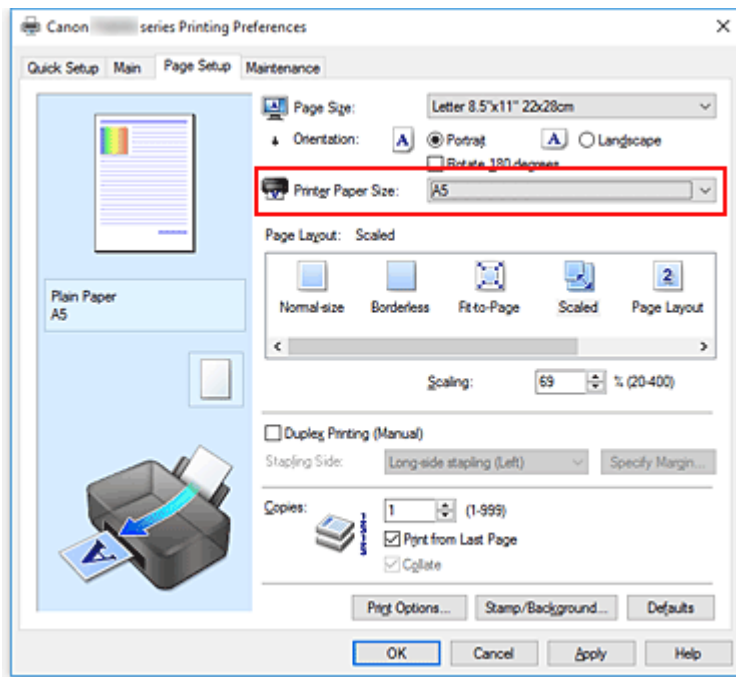 Canon series Printing Preferences
Quick Setup Main Page Setup Maintenance
Page Size: Letter 8.5"x11" 22x28cm
Orientation: A Portrait A Landscape
Rotate 180 degrees
Printer Paper Size: A5
Page Layout: Scaled
Normal-size Borderless Fit-to-Page Scaled 2 Page Layout
Plain Paper
A5
Scaling: 69 % (20-400)
Duplex Printing (Manual)
Stapling Side: Long-side stapling (Left) Specify Margin...
Copies: 1 (1-999)
Print from Last Page
Collate
A
Print Options... Stamp/Background... Defaults
OK Cancel Apply Help